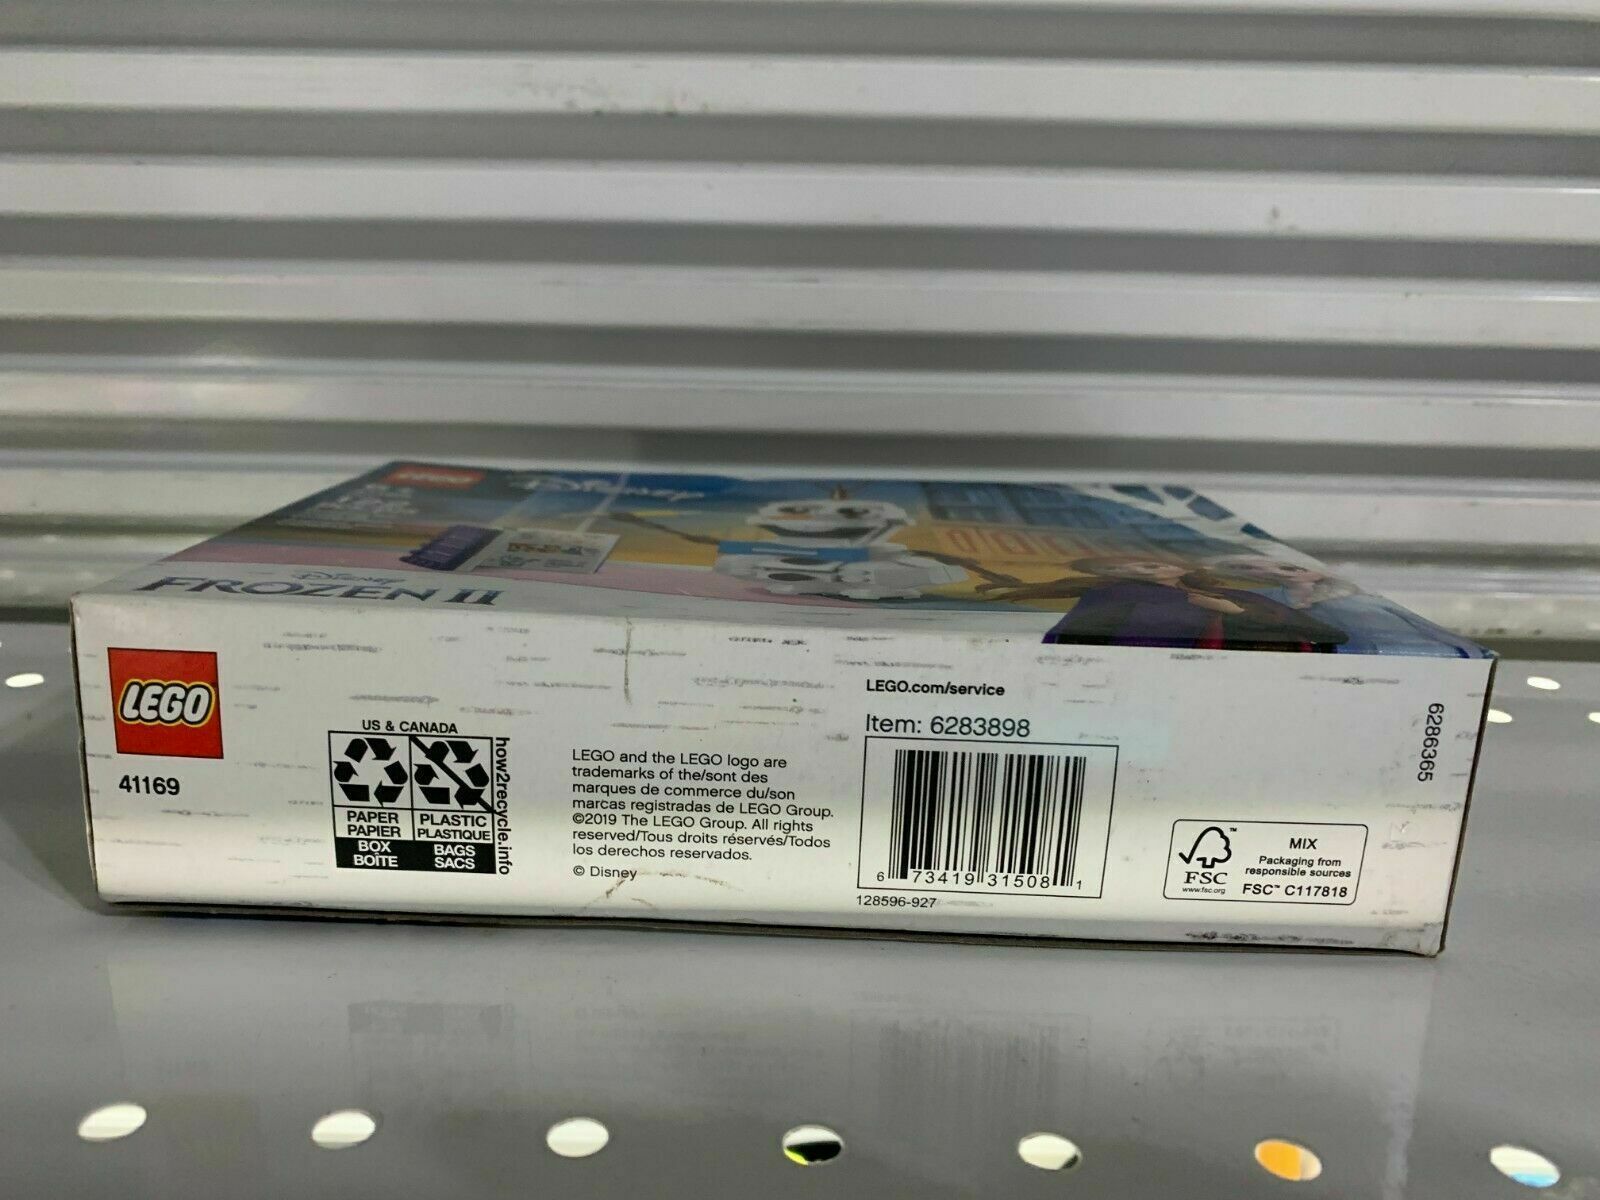 LEGO
Disney
Disney
FROZEN II
LEGO
41169
US & CANADA
PAPER
PAPIER
BOX
BOÎTE
PLASTIC
PLASTIQUE
BAGS
SACS
how2recycle.info
LEGO and the LEGO logo are
trademarks of the/sont des
marques de commerce du/son
marcas registradas de LEGO Group.
©2019 The LEGO Group. All rights
reserved/Tous droits réservés/Todos
los derechos reservados.
© Disney
LEGO.com/service
Item: 6283898
6 73419 31508 1
128596-927
6286365
FSC
www.fsc.org
MIX
Packaging from
responsible sources
FSC™ C117818